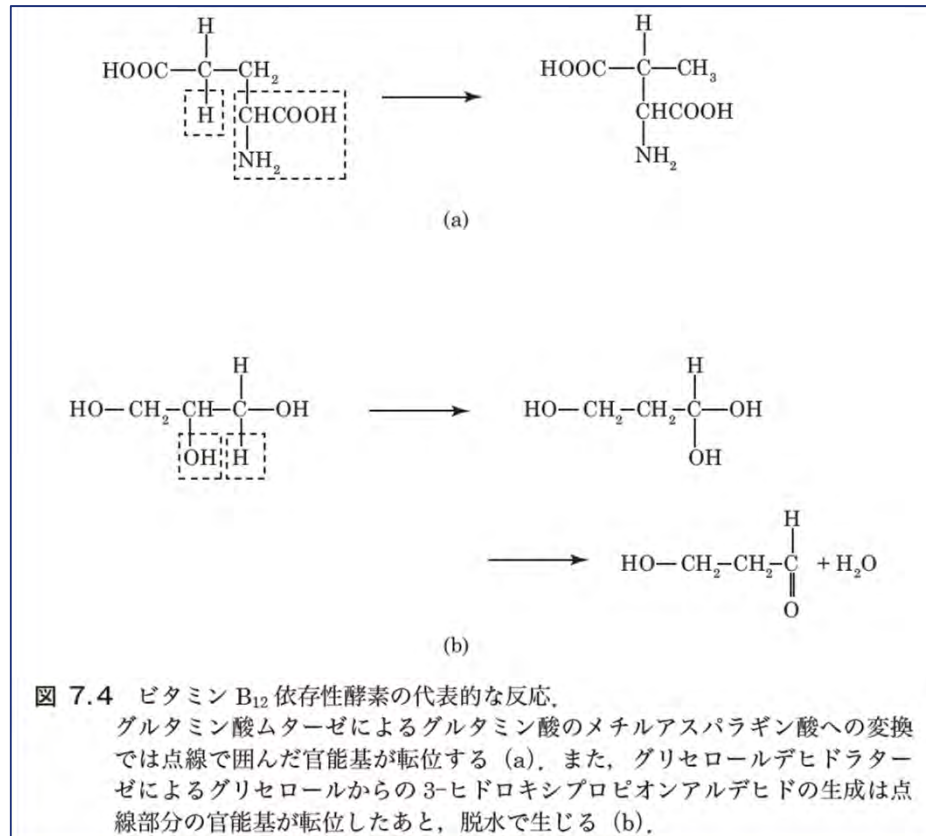 H
HOOC—C—CH₂
H CHCOOH
NH₂
H
HOOC—C—CH₃
CHCOOH
NH₂
(a)
H
HO—CH₂—CH—C—OH
OH H
H
HO—CH₂—CH₂—C—OH
OH
H
HO—CH₂—CH₂—C + H₂O
O
(b)
図 7.4 ビタミン B₁₂ 依存性酵素の代表的な反応.
グルタミン酸ムターゼによるグルタミン酸のメチルアスパラギン酸への変換
では点線で囲んだ官能基が転位する (a). また, グリセロールデヒドラター
ゼによるグリセロールからの 3-ヒドロキシプロピオンアルデヒドの生成は点
線部分の官能基が転位したあと, 脱水で生じる (b).